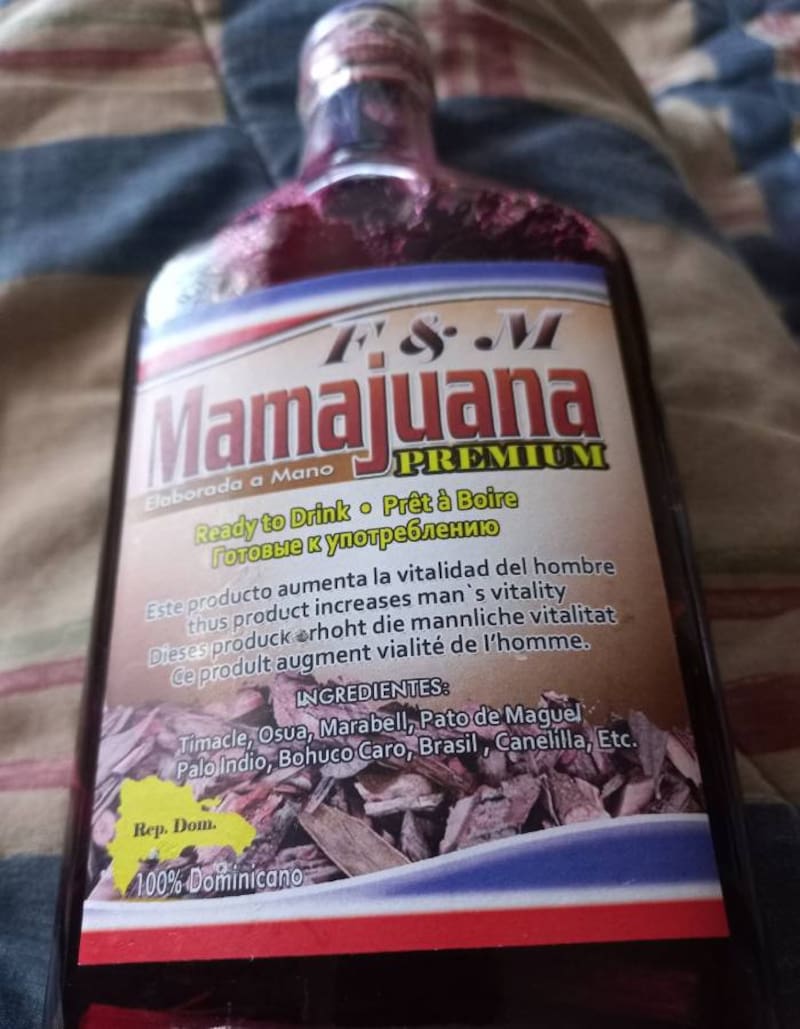 F & M
Mamajuana
PREMIUM
Elaborada a Mano
Ready to Drink • Prêt à Boire
Готовые к употреблению
Este producto aumenta la vitalidad del hombre
thus product increases man`s vitality
Dieses produck erhoht die mannliche vitalitat
Ce prodult augment vialité de l'homme.
INGREDIENTES:
Timacle, Osua, Marabell, Pato de Maguel
Palo Indio, Bohuco Caro, Brasil , Canelilla, Etc.
Rep. Dom.
100% Dominicano